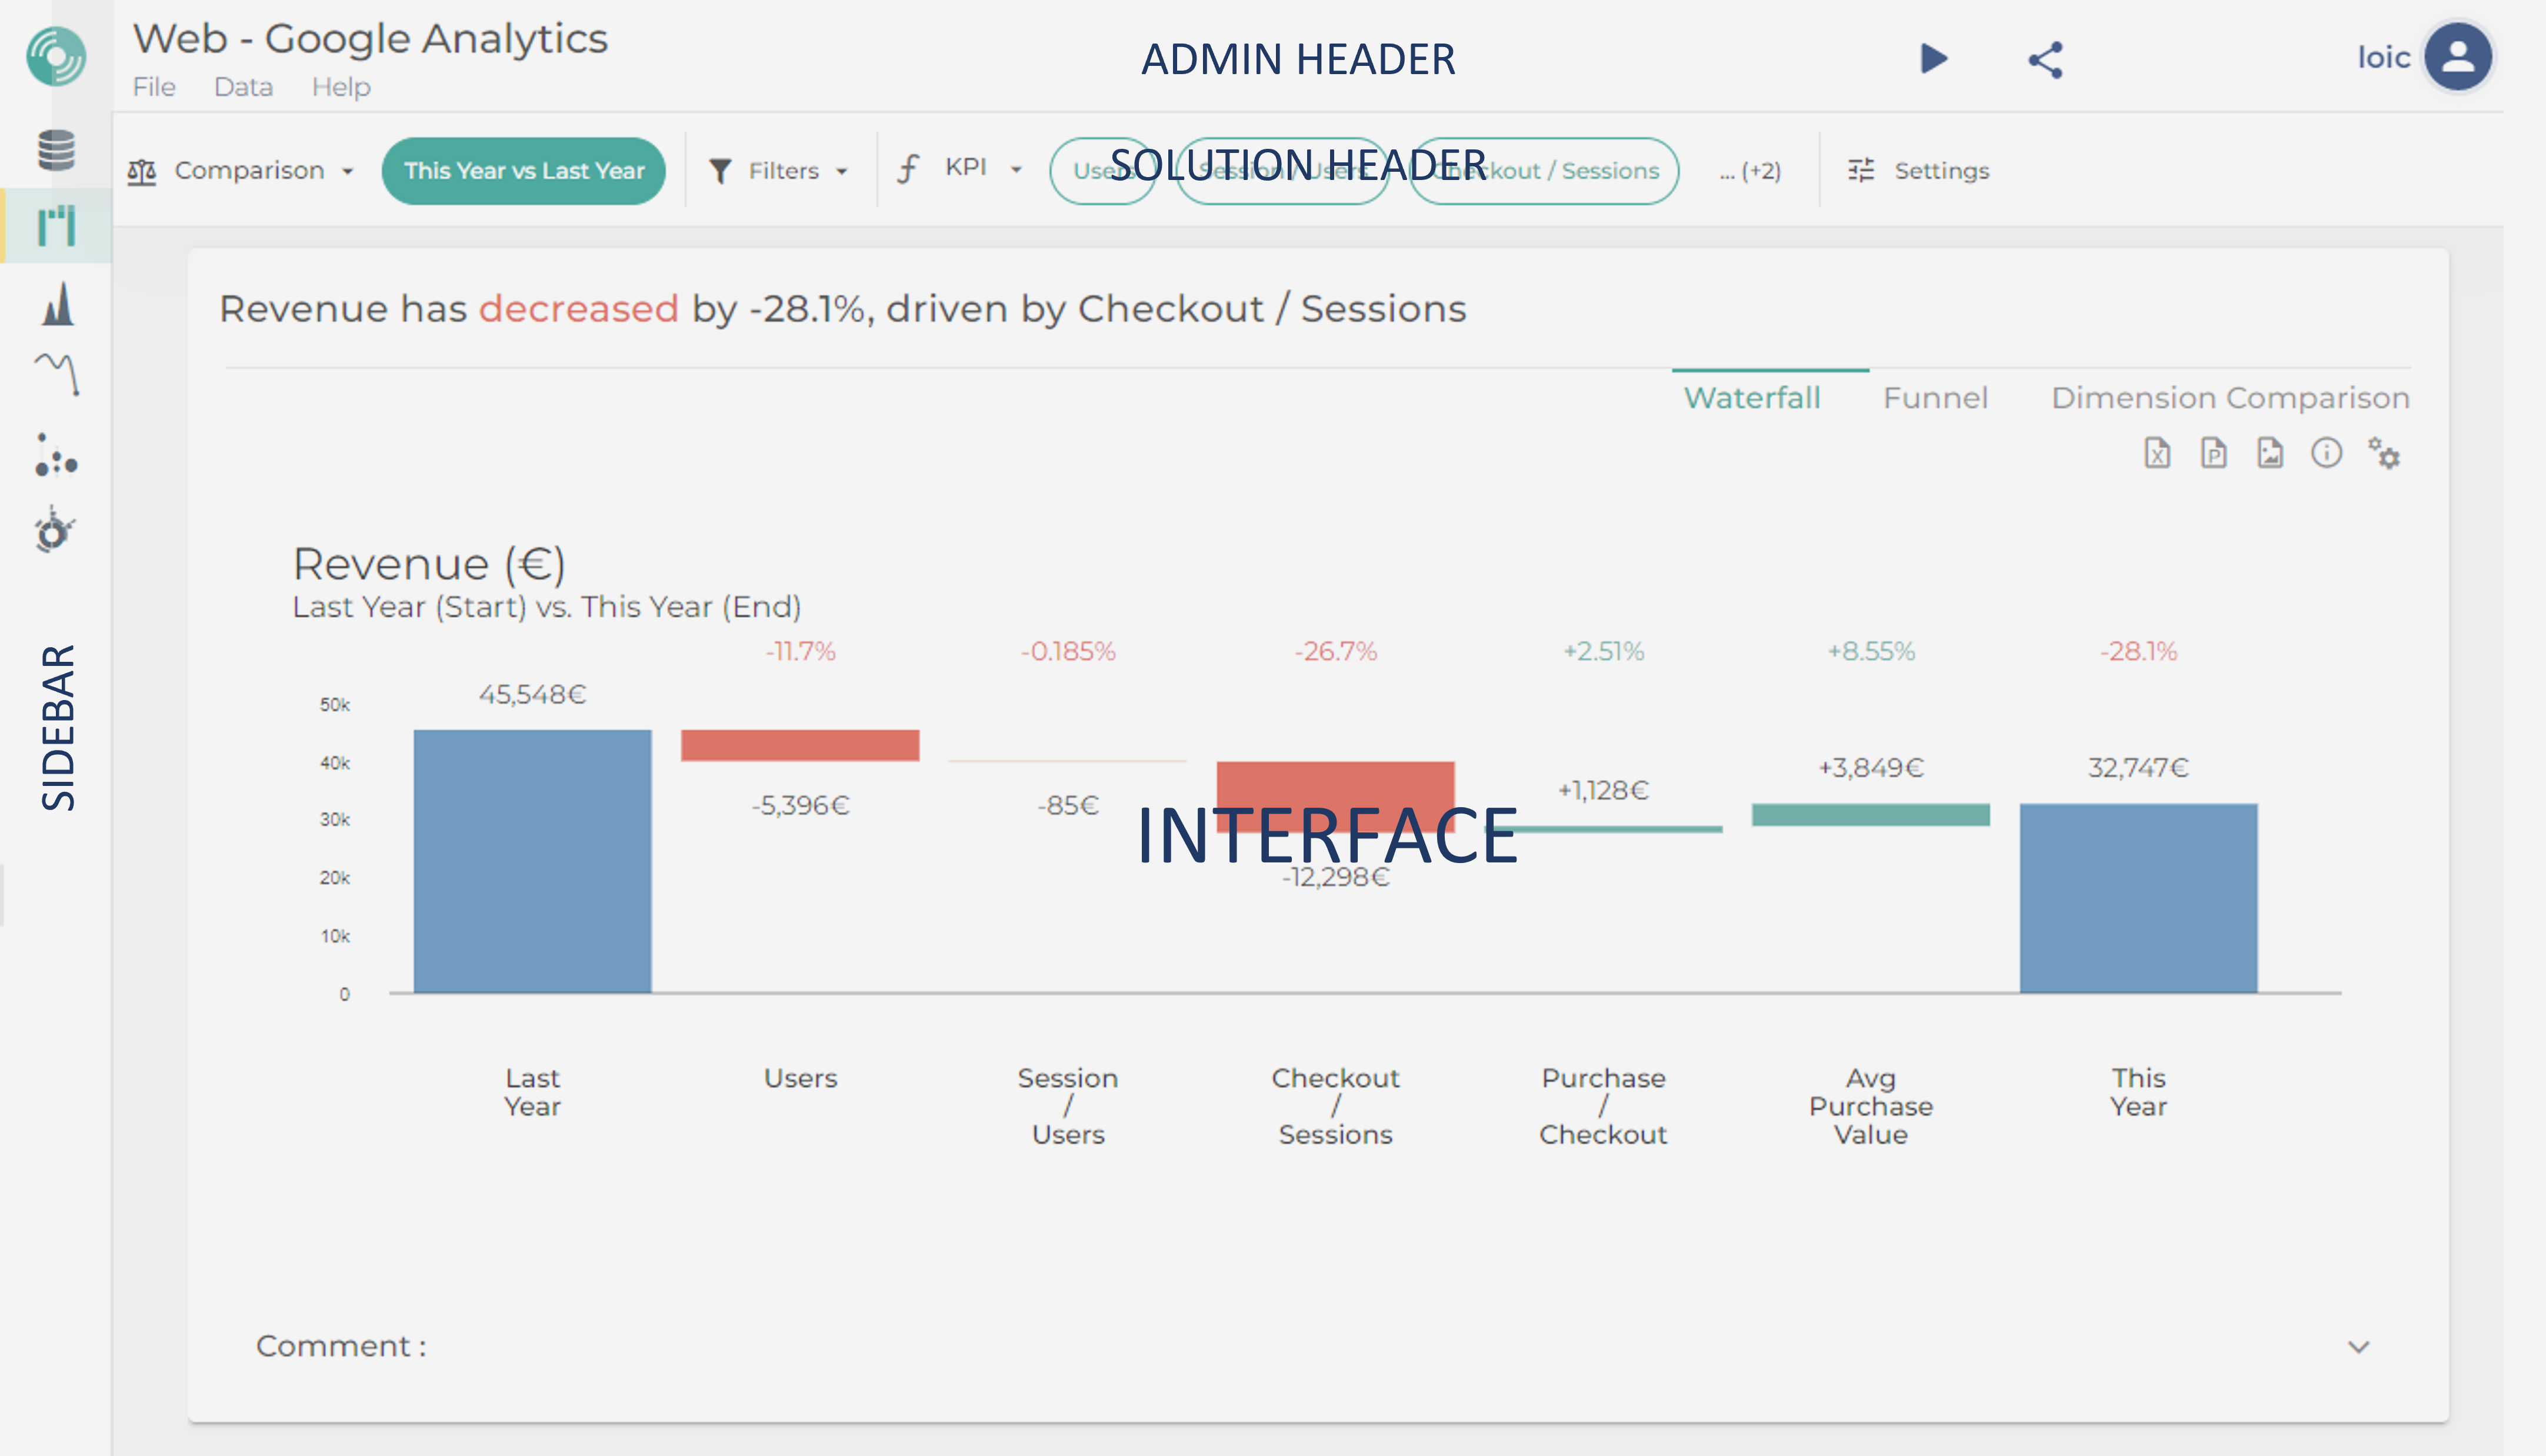 Web - Google Analytics
ADMIN HEADER
loic
File Data Help
Comparison This Year vs Last Year Filters KPI Users Session / Users Checkout / Sessions ... (+2) Settings
SOLUTION HEADER
Revenue has decreased by -28.1%, driven by Checkout / Sessions
Waterfall Funnel Dimension Comparison
Revenue (€)
Last Year (Start) vs. This Year (End)
-11.7% -0.185% -26.7% +2.51% +8.55% -28.1%
SIDEBAR
50k
40k
30k
20k
10k
0
45,548€
-5,396€
-85€
-12,298€
+1,128€
+3,849€
32,747€
INTERFACE
Last
Year
Users
Session
/
Users
Checkout
/
Sessions
Purchase
/
Checkout
Avg
Purchase
Value
This
Year
Comment :